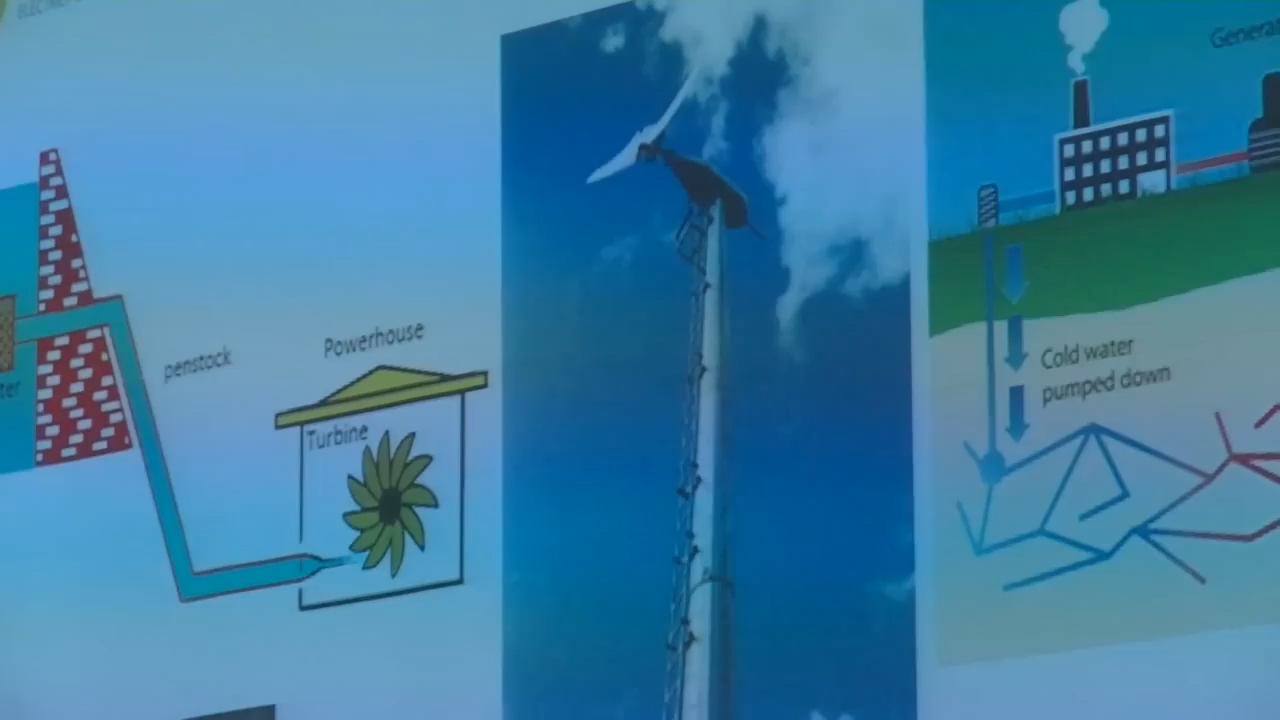 penstock
Powerhouse
Turbine
Cold water
pumped down